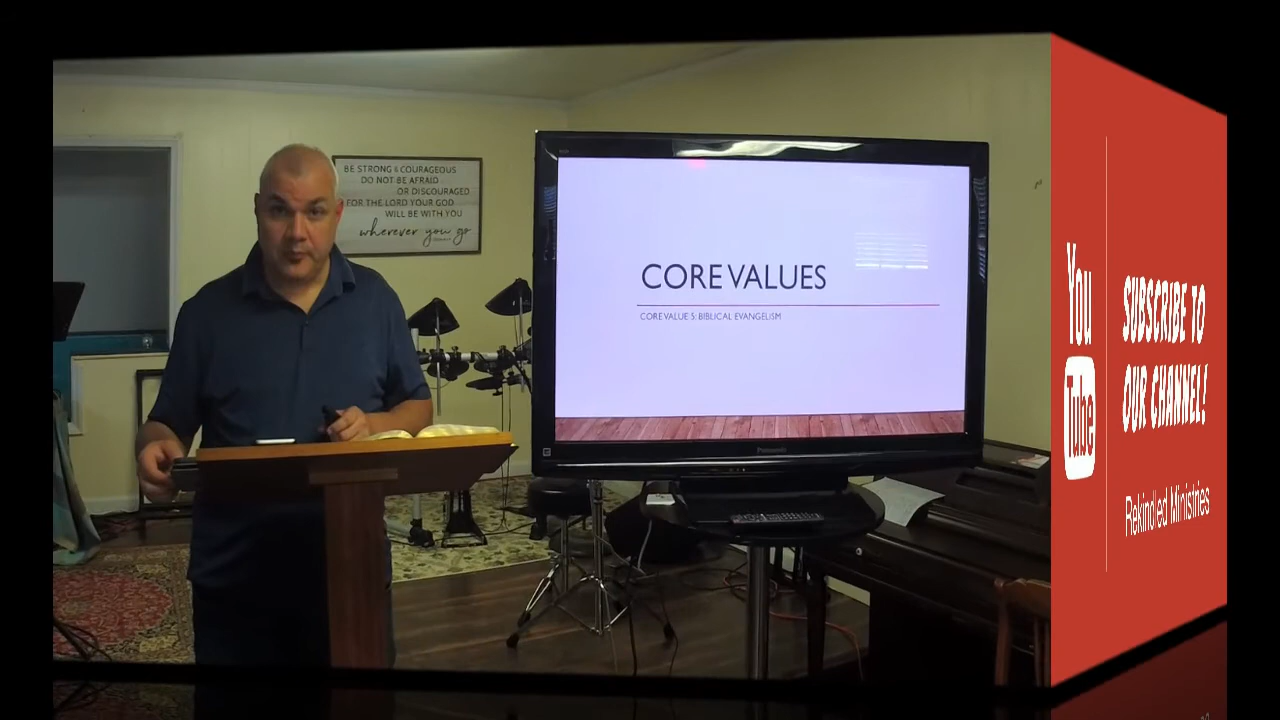 BE STRONG & COURAGEOUS
DO NOT BE AFRAID
OR DISCOURAGED
FOR THE LORD YOUR GOD
WILL BE WITH YOU
wherever you go
CORE VALUES
CORE VALUE 5: BIBLICAL EVANGELISM
Panasonic
You
Tube
SUBSCRIBE TO
OUR CHANNEL!
Rekindled Ministries